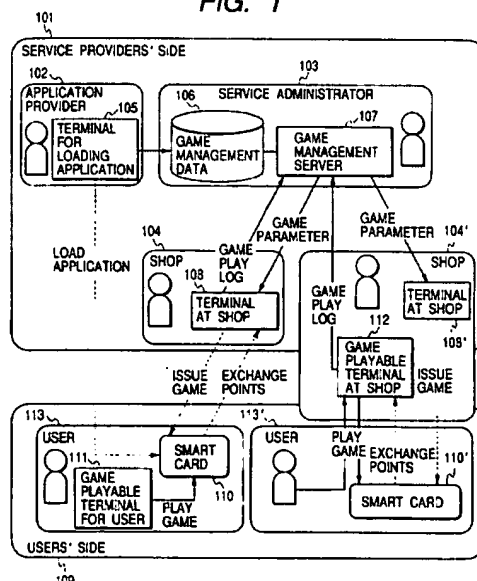 FIG. 1
101
SERVICE PROVIDERS' SIDE
102
APPLICATION
PROVIDER
105
TERMINAL
FOR
LOADING
APPLICATION
103
SERVICE ADMINISTRATOR
106
GAME
MANAGEMENT
DATA
107
GAME
MANAGEMENT
SERVER
LOAD
APPLICATION
104
SHOP
108
TERMINAL
AT SHOP
GAME
PLAY LOG
GAME
PARAMETER
GAME
PARAMETER
104'
SHOP
TERMINAL
AT SHOP
108'
GAME
PLAY
LOG
112
GAME
PLAYABLE
TERMINAL
AT SHOP
ISSUE
GAME
ISSUE
GAME
EXCHANGE
POINTS
113
USER
111
GAME
PLAYABLE
TERMINAL
FOR USER
SMART
CARD
110
PLAY
GAME
113'
USER
PLAY
GAME
EXCHANGE
POINTS
110'
SMART CARD
USERS' SIDE
109